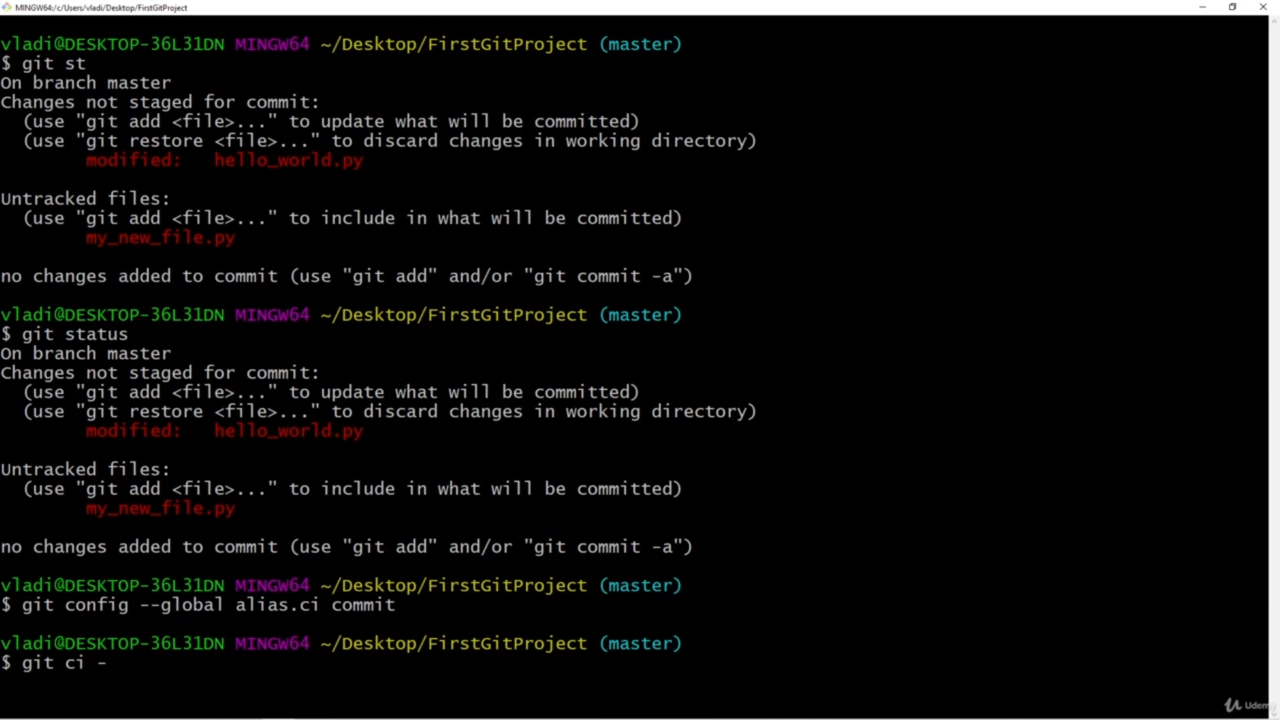 MINGW64:/c/Users/vladi/Desktop/FirstGitProject
vladi@DESKTOP-36L31DN MINGW64 ~/Desktop/FirstGitProject (master)
$ git st
On branch master
Changes not staged for commit:
  (use "git add <file>..." to update what will be committed)
  (use "git restore <file>..." to discard changes in working directory)
        modified:   hello_world.py

Untracked files:
  (use "git add <file>..." to include in what will be committed)
        my_new_file.py

no changes added to commit (use "git add" and/or "git commit -a")

vladi@DESKTOP-36L31DN MINGW64 ~/Desktop/FirstGitProject (master)
$ git status
On branch master
Changes not staged for commit:
  (use "git add <file>..." to update what will be committed)
  (use "git restore <file>..." to discard changes in working directory)
        modified:   hello_world.py

Untracked files:
  (use "git add <file>..." to include in what will be committed)
        my_new_file.py

no changes added to commit (use "git add" and/or "git commit -a")

vladi@DESKTOP-36L31DN MINGW64 ~/Desktop/FirstGitProject (master)
$ git config --global alias.ci commit

vladi@DESKTOP-36L31DN MINGW64 ~/Desktop/FirstGitProject (master)
$ git ci -
Udemy